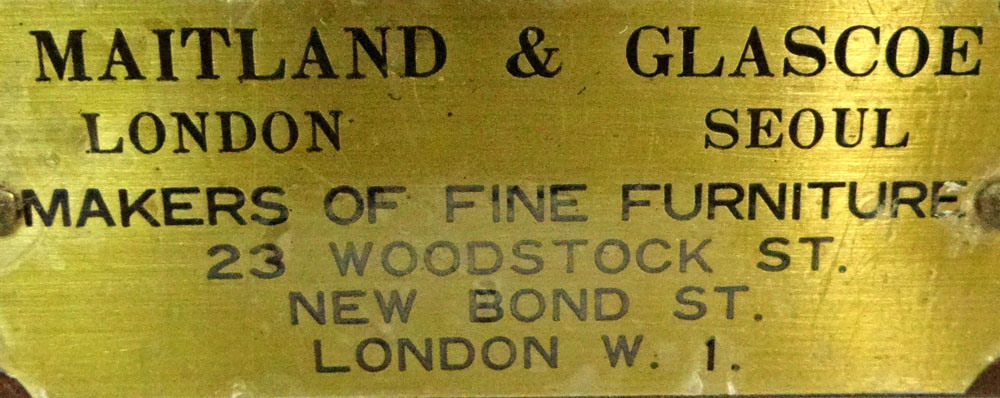 MAITLAND & GLASCOE
LONDON SEOUL
MAKERS OF FINE FURNITURE
23 WOODSTOCK ST.
NEW BOND ST.
LONDON W. 1.